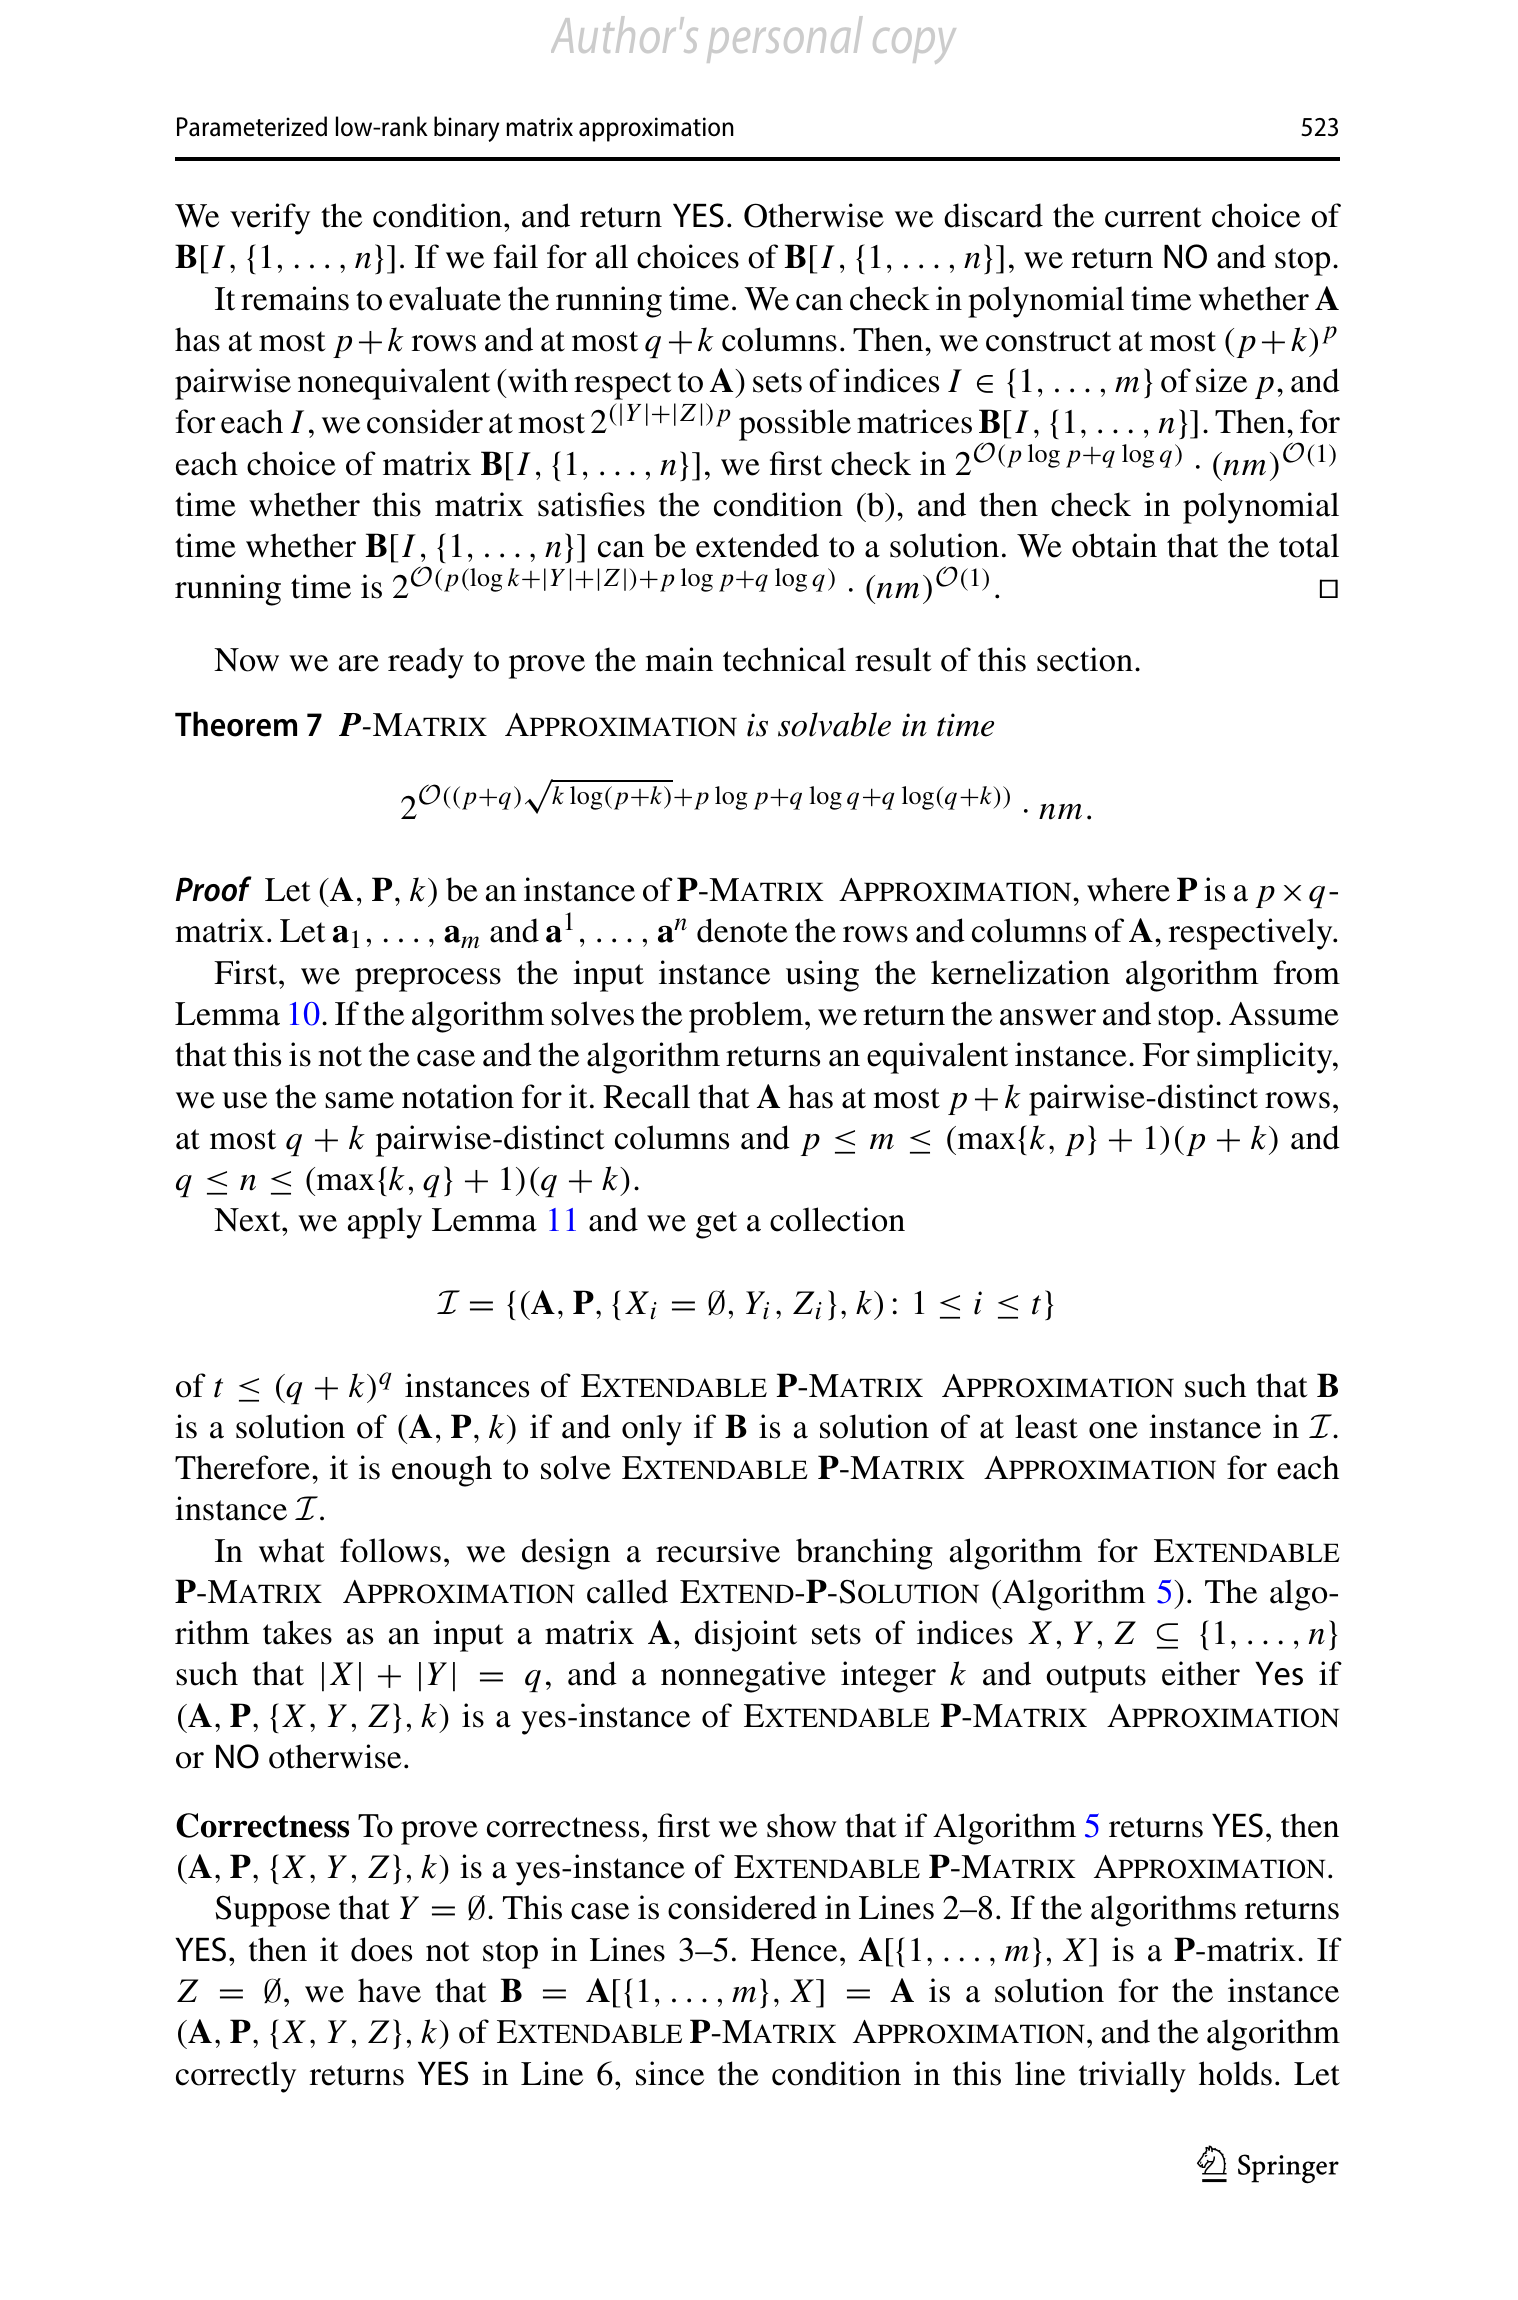 Author's personal copy
Parameterized low-rank binary matrix approximation 523
We verify the condition, and return YES. Otherwise we discard the current choice of
B[I, {1, . . . , n}]. If we fail for all choices of B[I, {1, . . . , n}], we return NO and stop.
It remains to evaluate the running time. We can check in polynomial time whether A
has at most p+k rows and at most q+k columns. Then, we construct at most (p+k)^p
pairwise nonequivalent (with respect to A) sets of indices I ∈ {1, . . . , m} of size p, and
for each I, we consider at most 2^{(|Y|+|Z|)p} possible matrices B[I, {1, . . . , n}]. Then, for
each choice of matrix B[I, {1, . . . , n}], we first check in 2^{𝒪(p log p+q log q)} · (nm)^{𝒪(1)}
time whether this matrix satisfies the condition (b), and then check in polynomial
time whether B[I, {1, . . . , n}] can be extended to a solution. We obtain that the total
running time is 2^{𝒪(p(log k+|Y|+|Z|)+p log p+q log q)} · (nm)^{𝒪(1)}. □
Now we are ready to prove the main technical result of this section.
Theorem 7 P-MATRIX APPROXIMATION is solvable in time
2^{𝒪((p+q)√(k log(p+k))+p log p+q log q+q log(q+k))} · nm.
Proof Let (A, P, k) be an instance of P-MATRIX APPROXIMATION, where P is a p × q-
matrix. Let a_1, . . . , a_m and a^1, . . . , a^n denote the rows and columns of A, respectively.
First, we preprocess the input instance using the kernelization algorithm from
Lemma 10. If the algorithm solves the problem, we return the answer and stop. Assume
that this is not the case and the algorithm returns an equivalent instance. For simplicity,
we use the same notation for it. Recall that A has at most p+k pairwise-distinct rows,
at most q + k pairwise-distinct columns and p ≤ m ≤ (max{k, p} + 1)(p + k) and
q ≤ n ≤ (max{k, q} + 1)(q + k).
Next, we apply Lemma 11 and we get a collection
ℐ = {(A, P, {X_i = ∅, Y_i, Z_i}, k): 1 ≤ i ≤ t}
of t ≤ (q + k)^q instances of EXTENDABLE P-MATRIX APPROXIMATION such that B
is a solution of (A, P, k) if and only if B is a solution of at least one instance in ℐ.
Therefore, it is enough to solve EXTENDABLE P-MATRIX APPROXIMATION for each
instance ℐ.
In what follows, we design a recursive branching algorithm for EXTENDABLE
P-MATRIX APPROXIMATION called EXTEND-P-SOLUTION (Algorithm 5). The algo-
rithm takes as an input a matrix A, disjoint sets of indices X, Y, Z ⊆ {1, . . . , n}
such that |X| + |Y| = q, and a nonnegative integer k and outputs either Yes if
(A, P, {X, Y, Z}, k) is a yes-instance of EXTENDABLE P-MATRIX APPROXIMATION
or NO otherwise.
Correctness To prove correctness, first we show that if Algorithm 5 returns YES, then
(A, P, {X, Y, Z}, k) is a yes-instance of EXTENDABLE P-MATRIX APPROXIMATION.
Suppose that Y = ∅. This case is considered in Lines 2–8. If the algorithms returns
YES, then it does not stop in Lines 3–5. Hence, A[{1, . . . , m}, X] is a P-matrix. If
Z = ∅, we have that B = A[{1, . . . , m}, X] = A is a solution for the instance
(A, P, {X, Y, Z}, k) of EXTENDABLE P-MATRIX APPROXIMATION, and the algorithm
correctly returns YES in Line 6, since the condition in this line trivially holds. Let
Springer